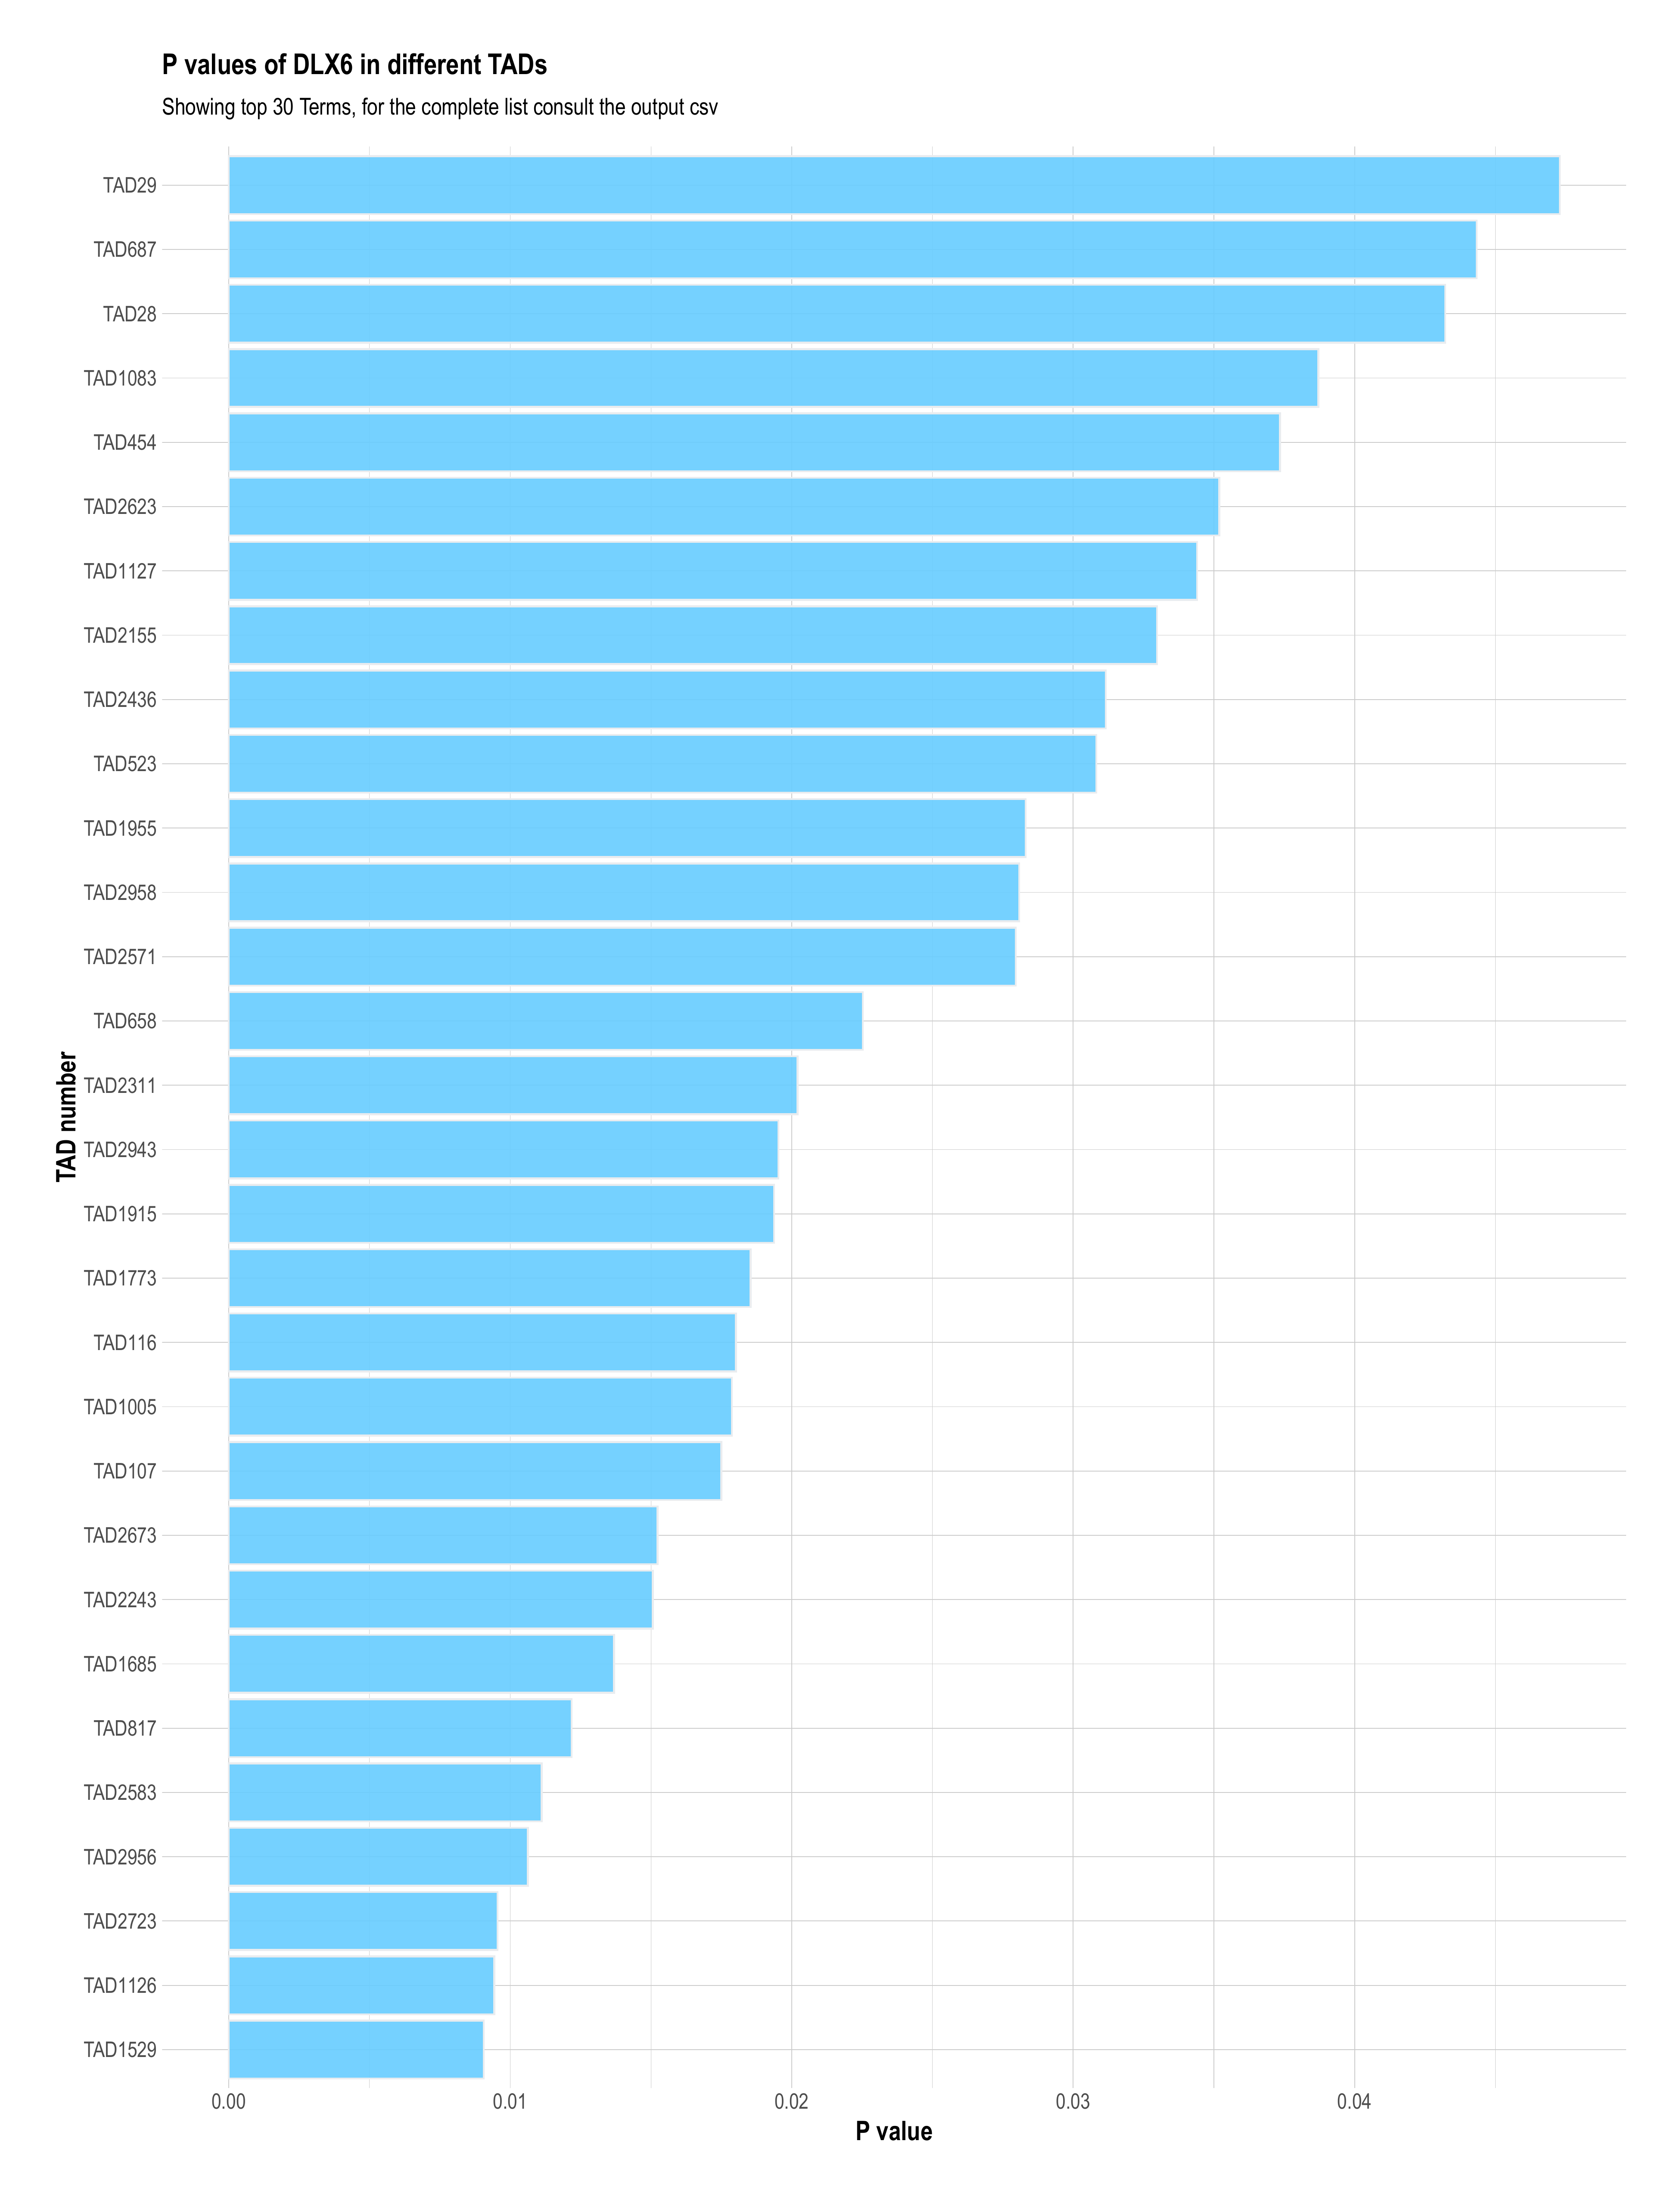 P values of DLX6 in different TADs
Showing top 30 Terms, for the complete list consult the output csv
TAD number
TAD29
TAD687
TAD28
TAD1083
TAD454
TAD2623
TAD1127
TAD2155
TAD2436
TAD523
TAD1955
TAD2958
TAD2571
TAD658
TAD2311
TAD2943
TAD1915
TAD1773
TAD116
TAD1005
TAD107
TAD2673
TAD2243
TAD1685
TAD817
TAD2583
TAD2956
TAD2723
TAD1126
TAD1529
0.00 0.01 0.02 0.03 0.04
P value